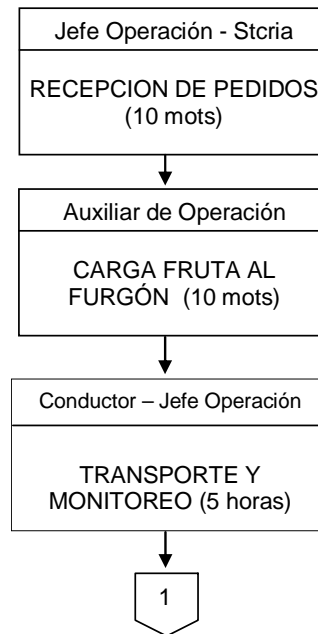 Jefe Operación - Stcria
RECEPCION DE PEDIDOS
(10 mots)
Auxiliar de Operación
CARGA FRUTA AL
FURGÓN (10 mots)
Conductor – Jefe Operación
TRANSPORTE Y
MONITOREO (5 horas)
1